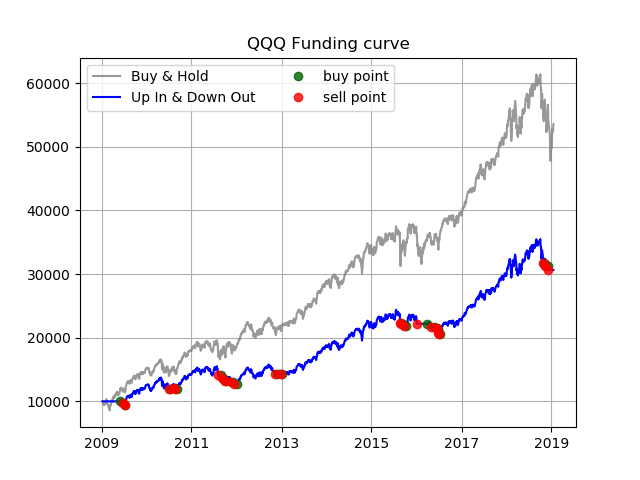 QQQ Funding curve
Buy & Hold
Up In & Down Out
buy point
sell point
60000
50000
40000
30000
20000
10000
2009
2011
2013
2015
2017
2019